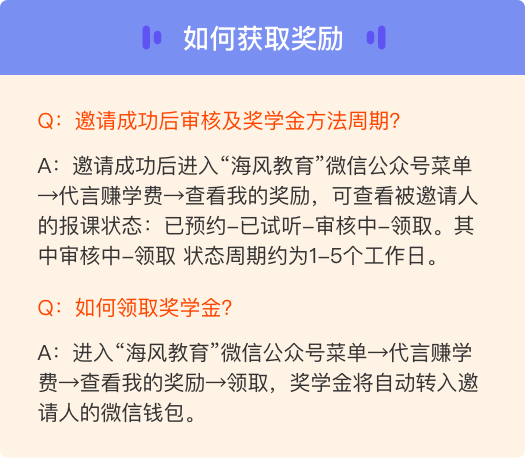 如何获取奖励
Q：邀请成功后审核及奖学金方法周期?
A：邀请成功后进入“海风教育”微信公众号菜单
→代言赚学费→查看我的奖励，可查看被邀请人
的报课状态：已预约–已试听–审核中–领取。其
中审核中–领取 状态周期约为1–5个工作日。
Q：如何领取奖学金?
A：进入“海风教育”微信公众号菜单→代言赚学
费→查看我的奖励→领取，奖学金将自动转入邀
请人的微信钱包。